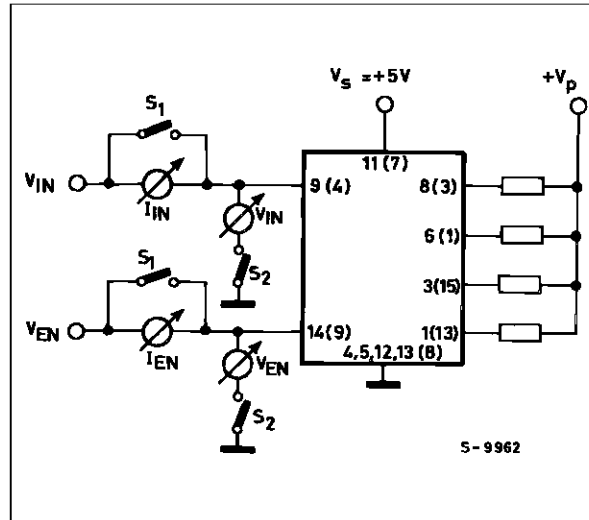 Vs = +5V
+Vp
S1
11 (7)
VIN
IIN
9 (4)
8 (3)
VIN
S2
6 (1)
S1
3 (15)
VEN
IEN
14 (9)
1 (13)
VEN
4,5,12,13 (8)
S2
S-9962